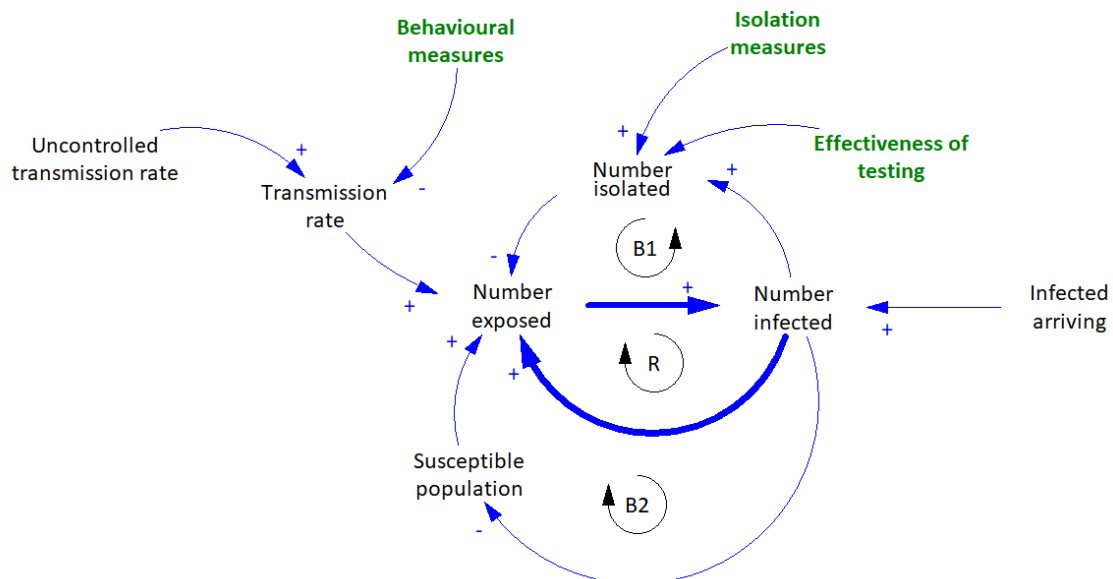 Behavioural
measures
Isolation
measures
Uncontrolled
transmission rate
+
+
Effectiveness of
testing
Transmission
rate
-
Number
isolated
+
B1
-
+
Number
exposed
+
Number
infected
+
Infected
arriving
+
R
+
Susceptible
population
B2
-